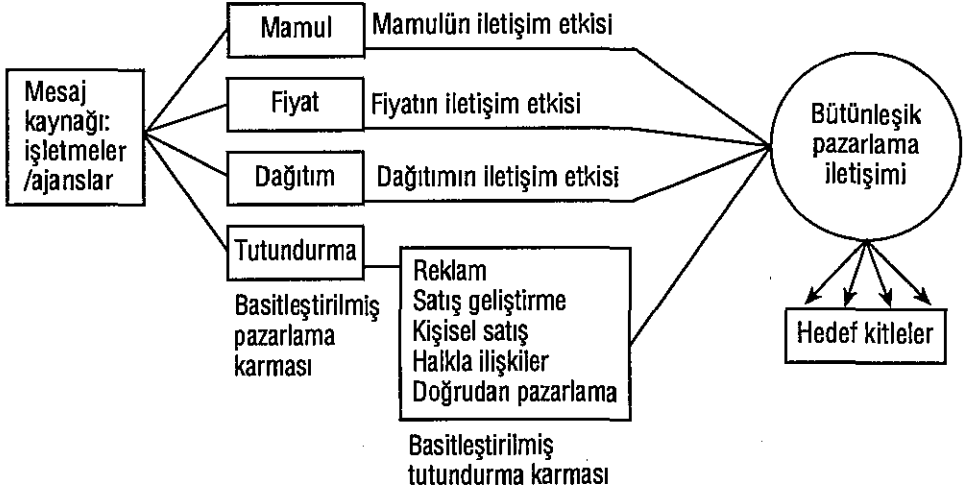 Mesaj
kaynağı:
işletmeler
/ajanslar
Mamul
Mamulün iletişim etkisi
Fiyat
Fiyatın iletişim etkisi
Dağıtım
Dağıtımın iletişim etkisi
Tutundurma
Basitleştirilmiş
pazarlama
karması
Reklam
Satış geliştirme
Kişisel satış
Halkla ilişkiler
Doğrudan pazarlama
Basitleştirilmiş
tutundurma karması
Bütünleşik
pazarlama
iletişimi
Hedef kitleler